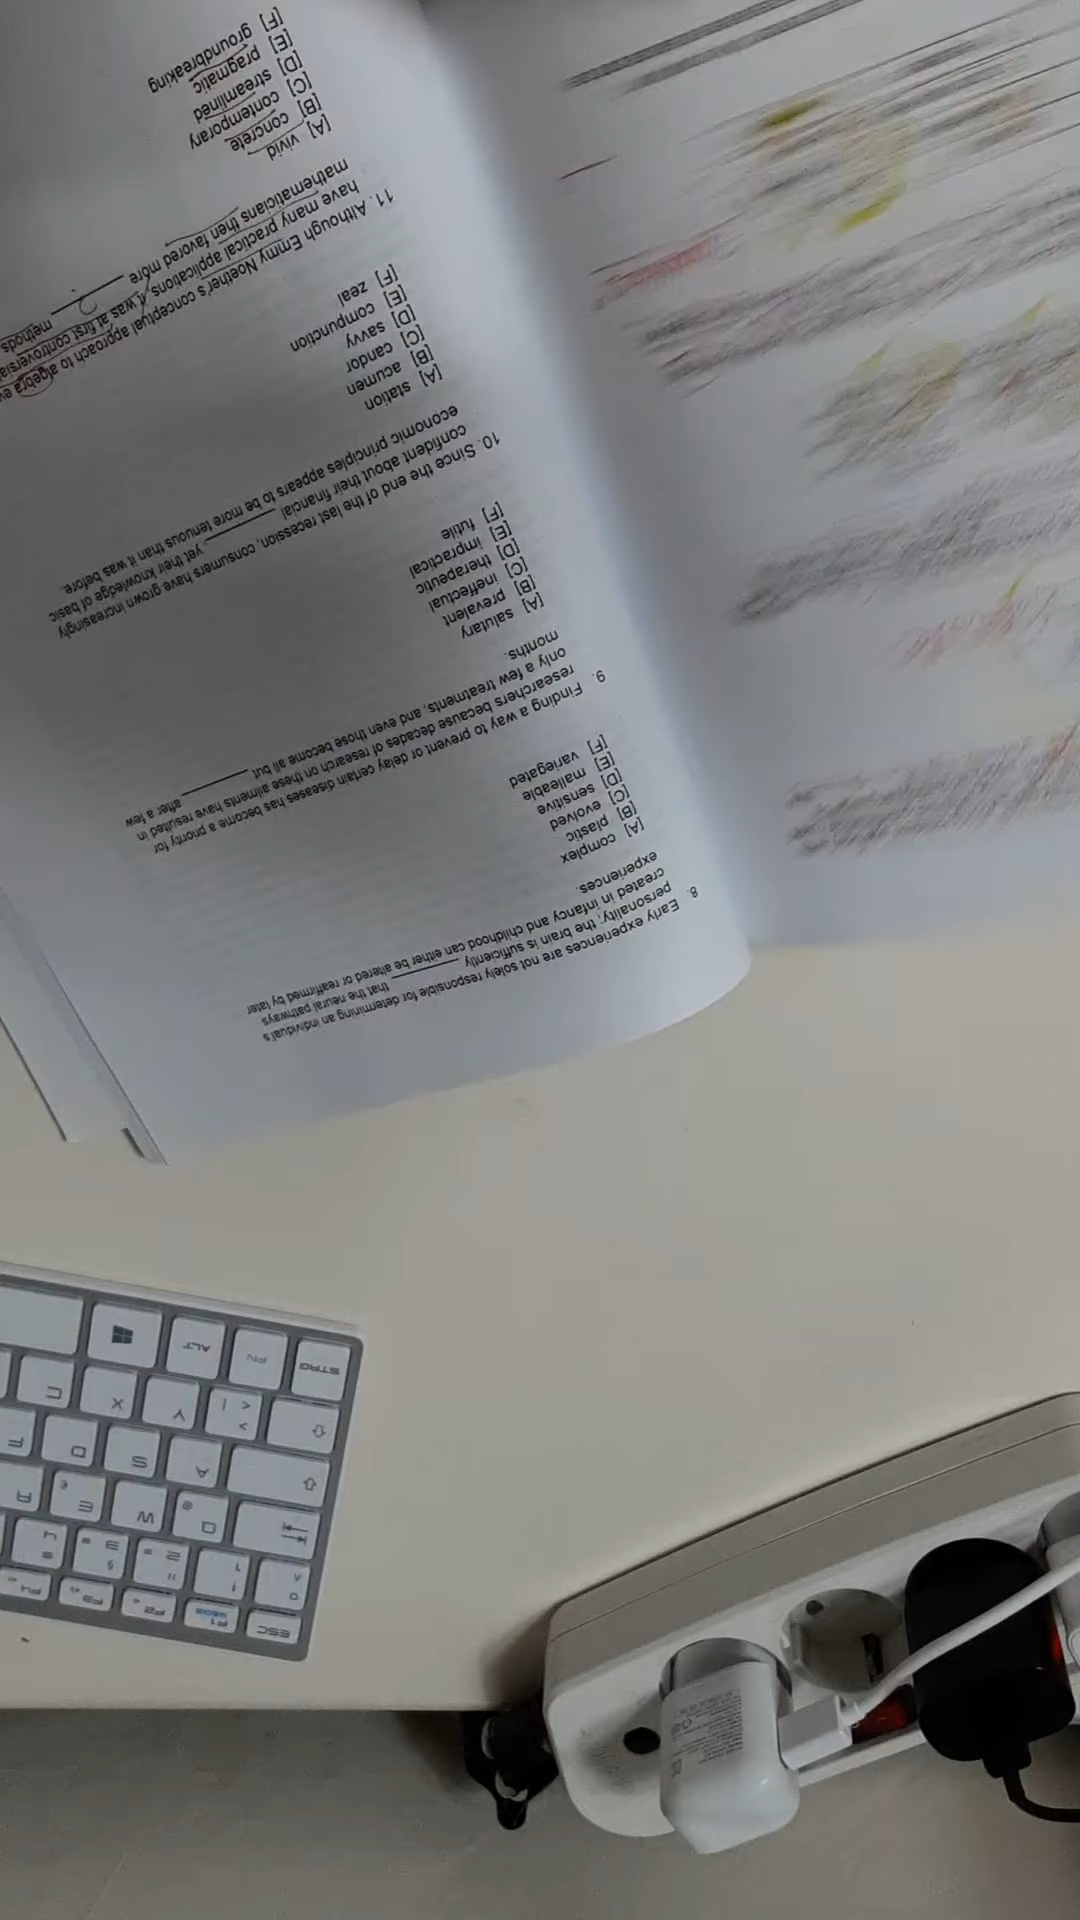 8. Early experiences are not solely responsible for determining an individual's
personality; the brain is sufficiently ________ that the neural pathways
created in infancy and childhood can either be altered or reaffirmed by later
experiences.
[A] complex
[B] plastic
[C] evolved
[D] sensitive
[E] malleable
[F] variegated
9. Finding a way to prevent or delay certain diseases has become a priority for
researchers because decades of research on these ailments have resulted in
only a few treatments, and even those become all but ________ after a few
months.
[A] salutary
[B] prevalent
[C] ineffectual
[D] therapeutic
[E] impractical
[F] futile
10. Since the end of the last recession, consumers have grown increasingly
confident about their financial ________, yet their knowledge of basic
economic principles appears to be more tenuous than it was before.
[A] station
[B] acumen
[C] candor
[D] savvy
[E] compunction
[F] zeal
11. Although Emmy Noether's conceptual approach to algebra
have many practical applications, it was at first controversial
mathematicians then favored more ________ methods
[A] vivid
[B] concrete
[C] contemporary
[D] streamlined
[E] pragmatic
[F] groundbreaking
STRG FN ALT
> < | Y X C
A S D F
Q @ W E € R
° ^ 1 ! 2 " 3 § 4 $
ESC F1 F2 F3 F4